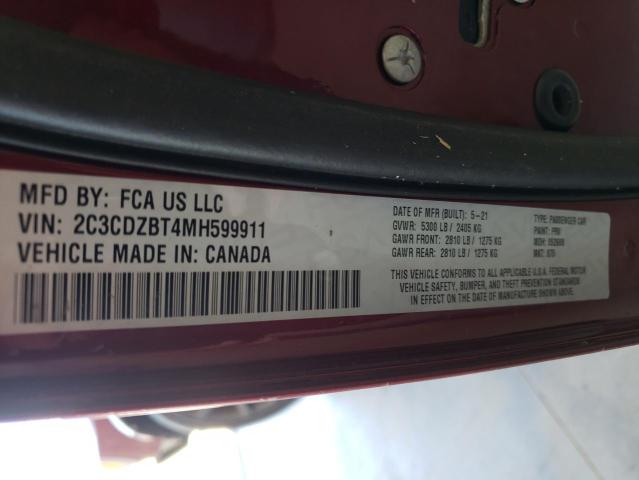 MFD BY: FCA US LLC
VIN: 2C3CDZBT4MH599911
VEHICLE MADE IN: CANADA
DATE OF MFR (BUILT): 5-21
GVWR: 5300 LB / 2405 KG
GAWR FRONT: 2810 LB / 1275 KG
GAWR REAR: 2810 LB / 1275 KG
TYPE: PASSENGER CAR
PAINT: PRV
MDH:
VEH:
THIS VEHICLE CONFORMS TO ALL APPLICABLE U.S.A. FEDERAL MOTOR
VEHICLE SAFETY, BUMPER, AND THEFT PREVENTION STANDARDS
IN EFFECT ON THE DATE OF MANUFACTURE SHOWN ABOVE.